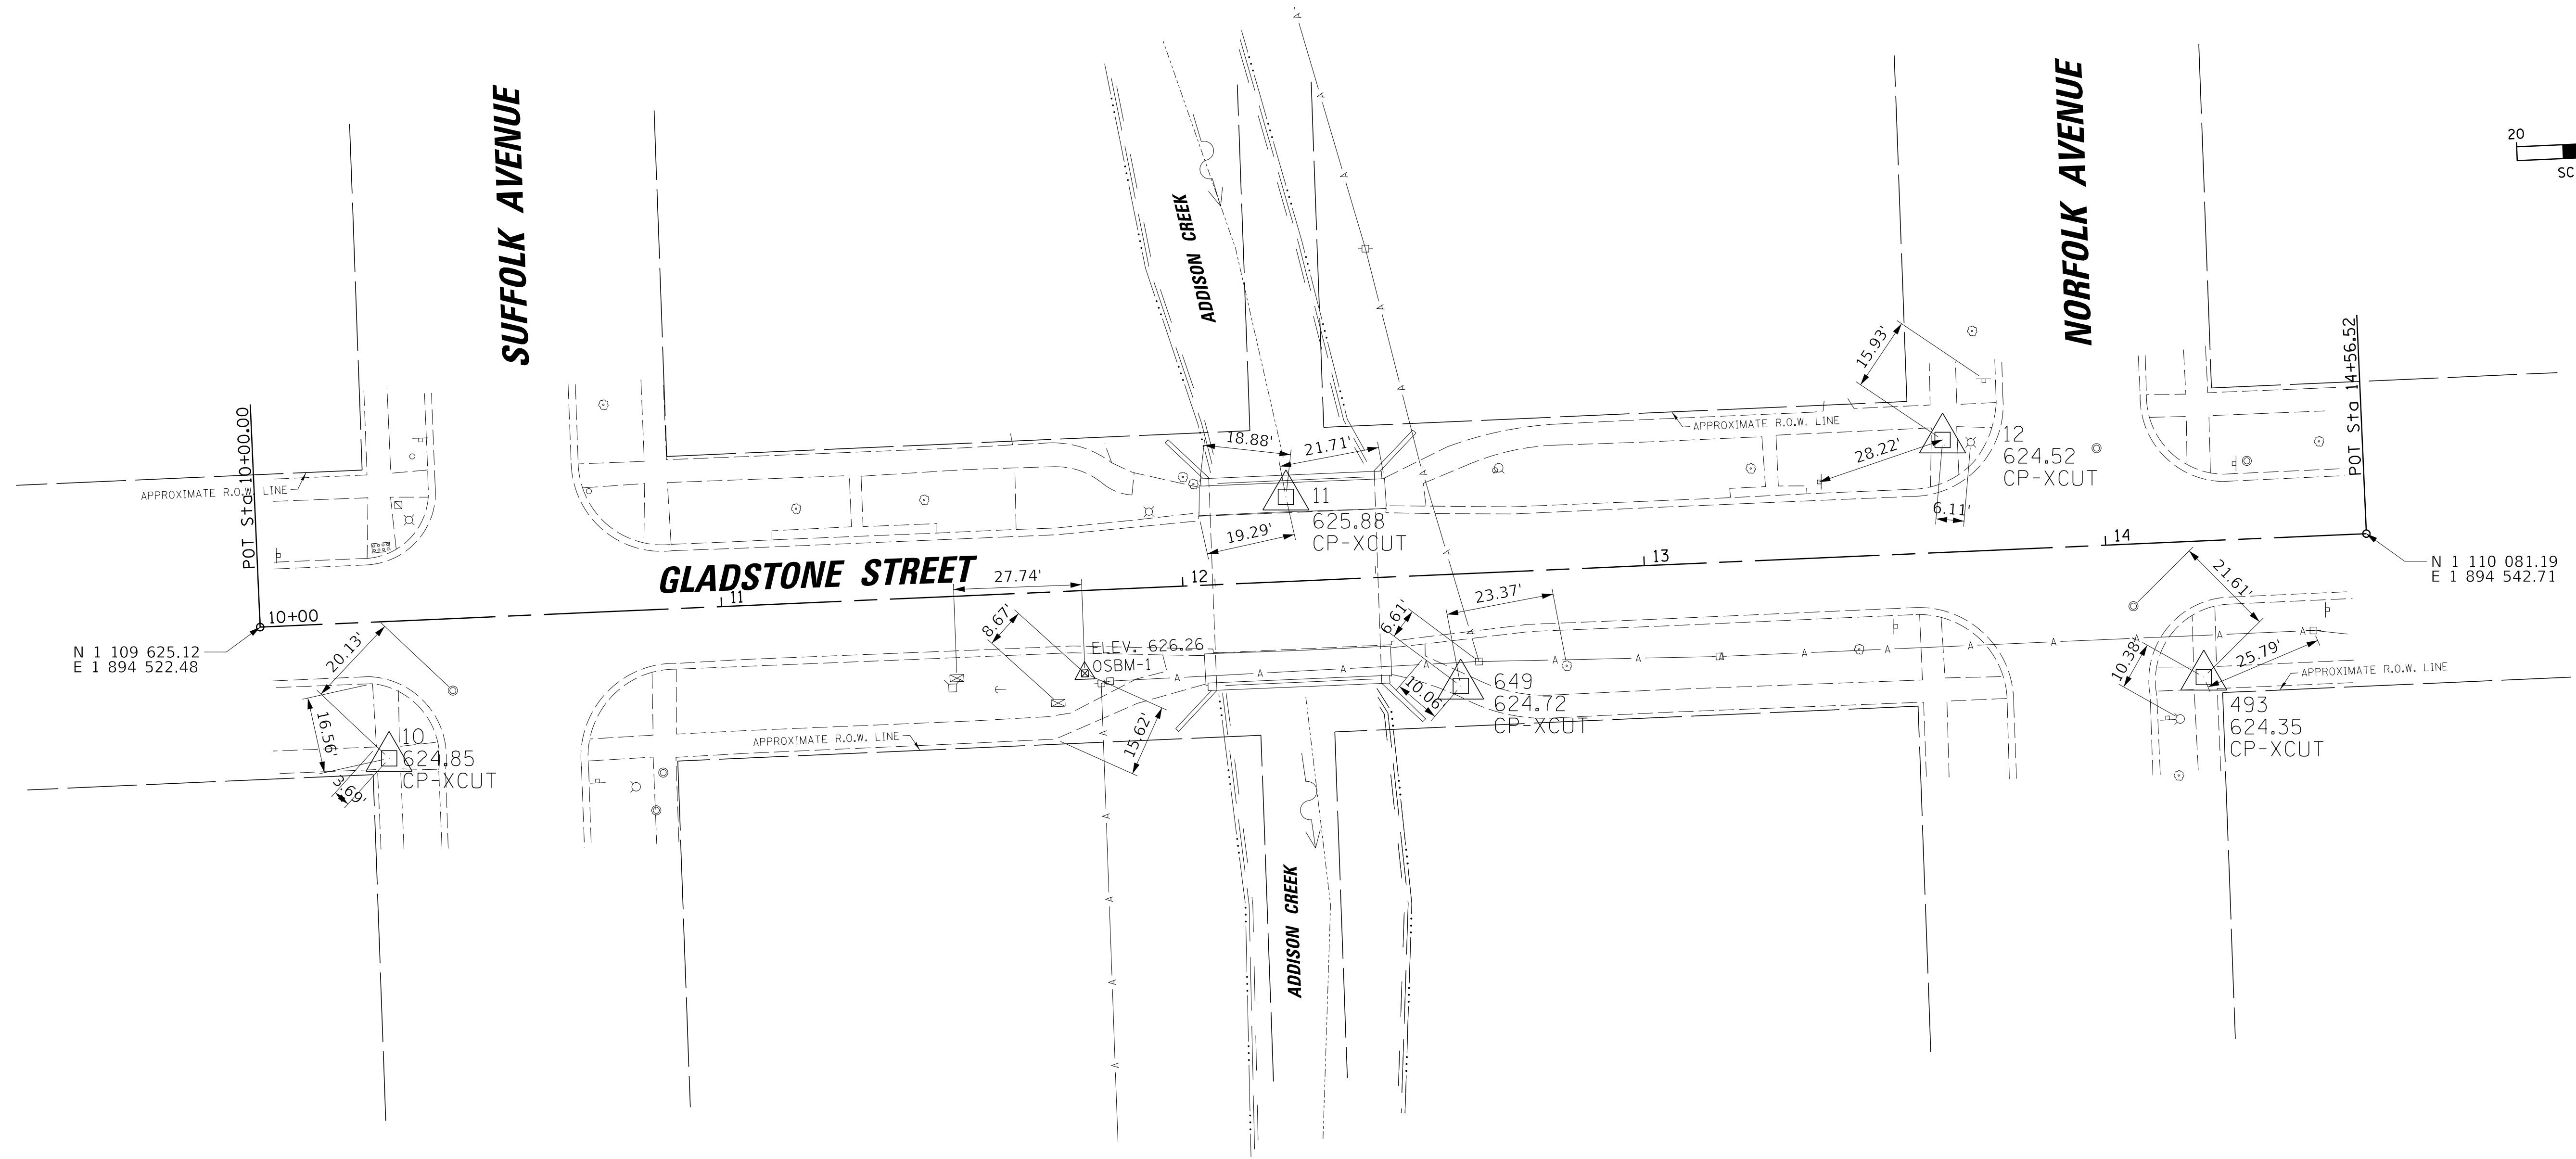 SUFFOLK AVENUE
NORFOLK AVENUE
20
SC
ADDISON CREEK
POT Sta 10+00.00
POT Sta 14+56.52
APPROXIMATE R.O.W. LINE
APPROXIMATE R.O.W. LINE
15.93'
18.88'
21.71'
28.22'
12
624.52
CP-XCUT
6.11'
11
625.88
CP-XCUT
19.29'
GLADSTONE STREET
10+00
11
12
13
14
N 1 109 625.12
E 1 894 522.48
N 1 110 081.19
E 1 894 542.71
27.74'
8.67'
ELEV. 626.26
OSBM-1
15.62'
6.61'
23.37'
10.06'
649
624.72
CP-XCUT
21.61'
10.38'
25.79'
493
624.35
CP-XCUT
20.13'
16.56'
3.69'
10
624.85
CP-XCUT
APPROXIMATE R.O.W. LINE
APPROXIMATE R.O.W. LINE
ADDISON CREEK
A A A A A A A
A A A A A A A A A A A A A
A A A A A